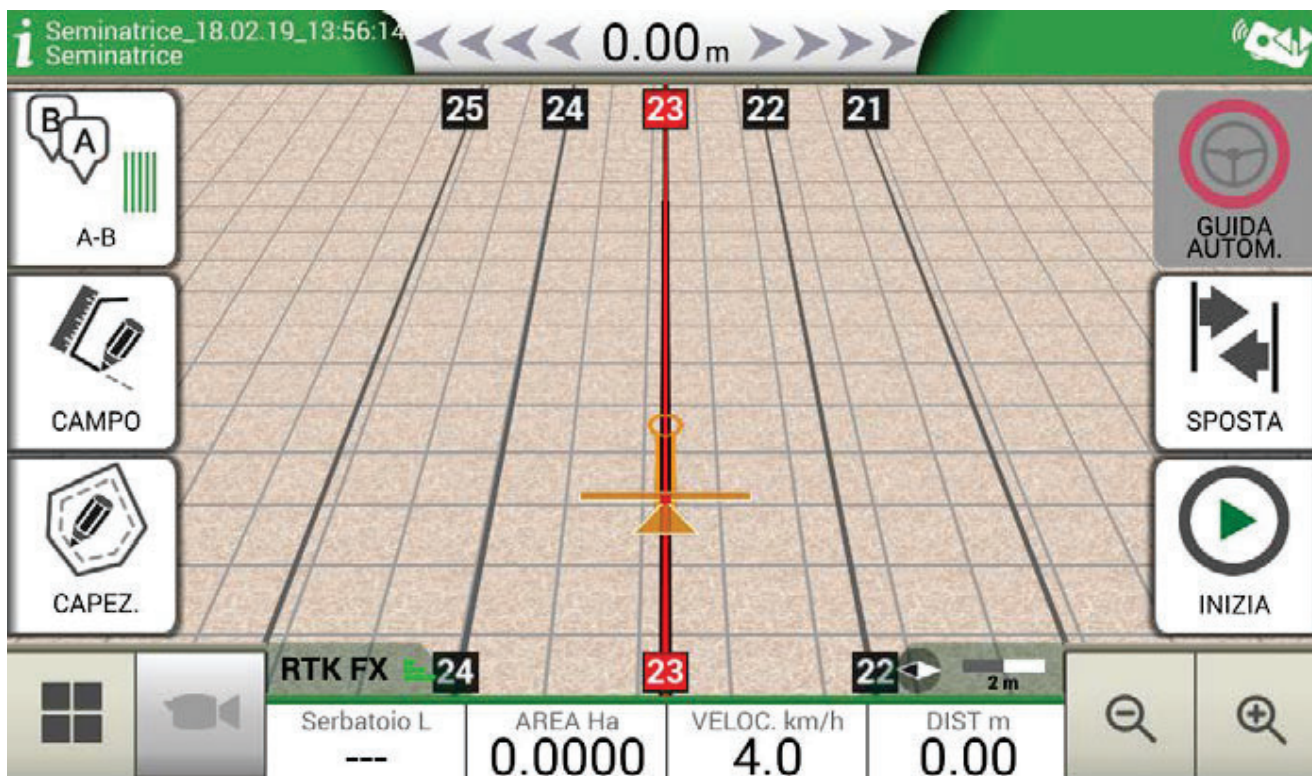 i
Seminatrice_18.02.19_13:56:14
Seminatrice
0.00 m
25 24 23 22 21
B A
A-B
GUIDA
AUTOM.
CAMPO
SPOSTA
CAPEZ.
INIZIA
RTK FX
24 23 22
2 m
Serbatoio L
---
AREA Ha
0.0000
VELOC. km/h
4.0
DIST m
0.00